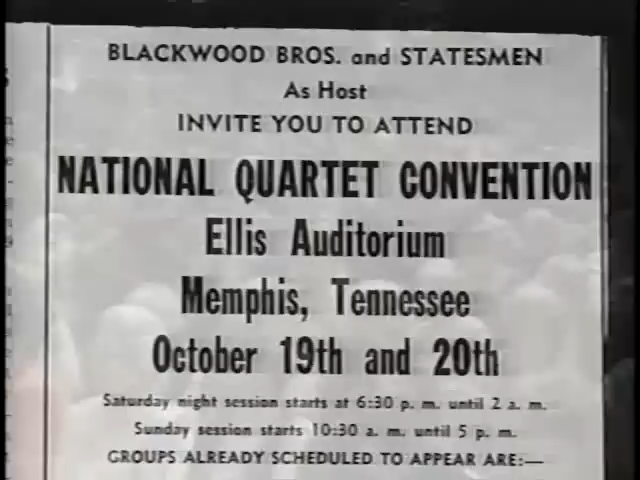 BLACKWOOD BROS. and STATESMEN
As Host
INVITE YOU TO ATTEND
NATIONAL QUARTET CONVENTION
Ellis Auditorium
Memphis, Tennessee
October 19th and 20th
Saturday night session starts at 6:30 p. m. until 2 a. m.
Sunday session starts 10:30 a. m. until 5 p. m.
GROUPS ALREADY SCHEDULED TO APPEAR ARE:—